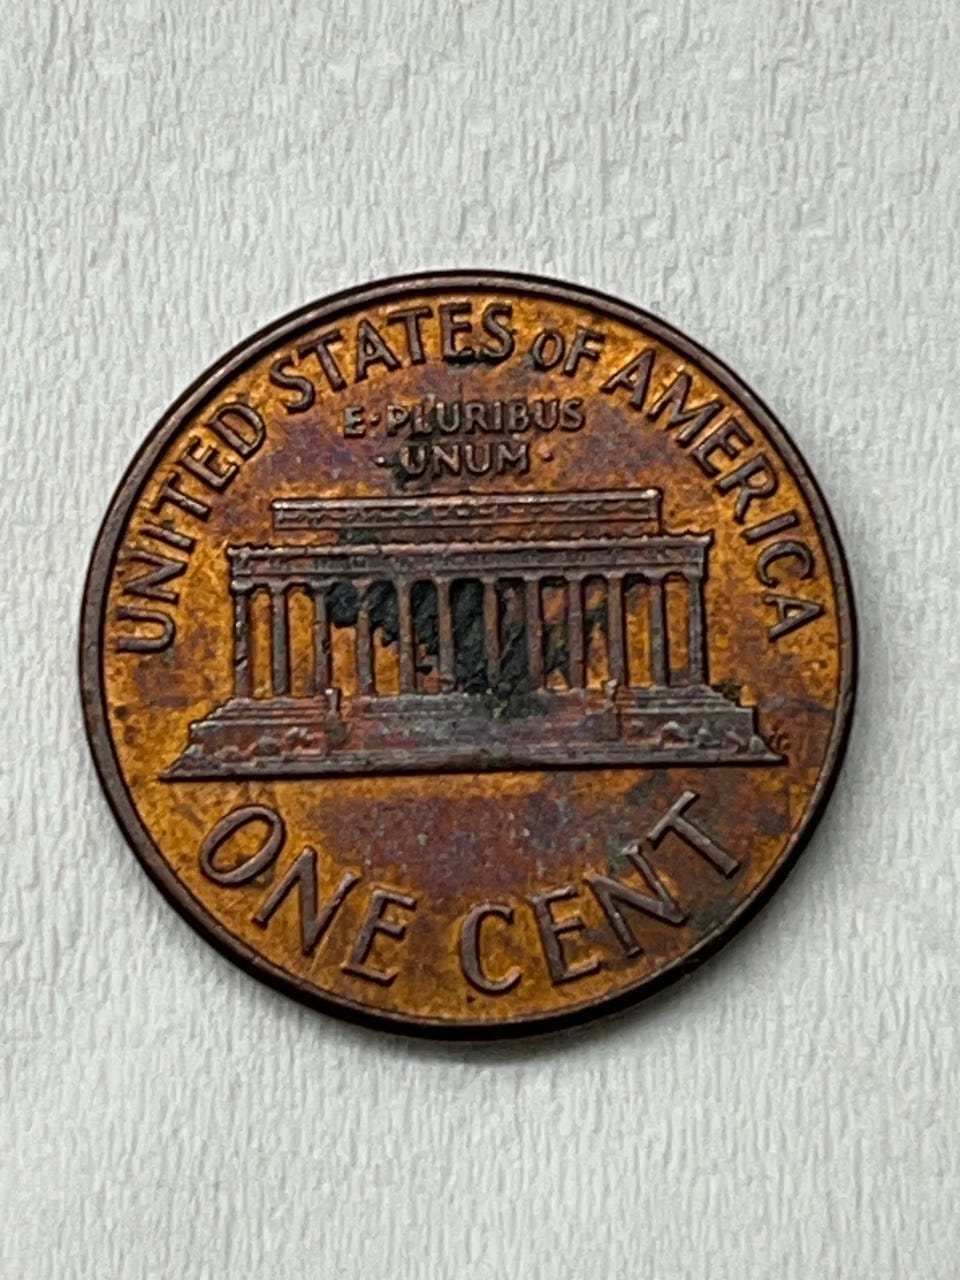 UNITED STATES OF AMERICA
E·PLURIBUS
·UNUM·
ONE CENT